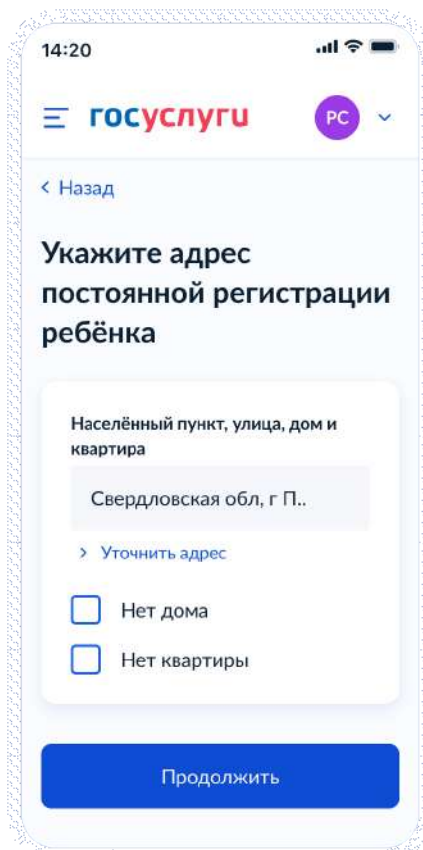 14:20
госуслуги
РС
Назад
Укажите адрес
постоянной регистрации
ребёнка
Населённый пункт, улица, дом и
квартира
Свердловская обл, г П..
Уточнить адрес
Нет дома
Нет квартиры
Продолжить